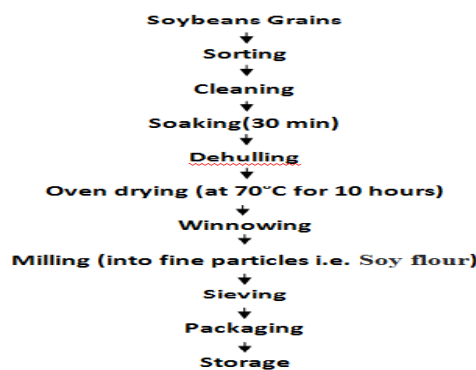 Soybeans Grains
Sorting
Cleaning
Soaking(30 min)
Dehulling
Oven drying (at 70˘C for 10 hours)
Winnowing
Milling (into fine particles i.e. Soy flour)
Sieving
Packaging
Storage